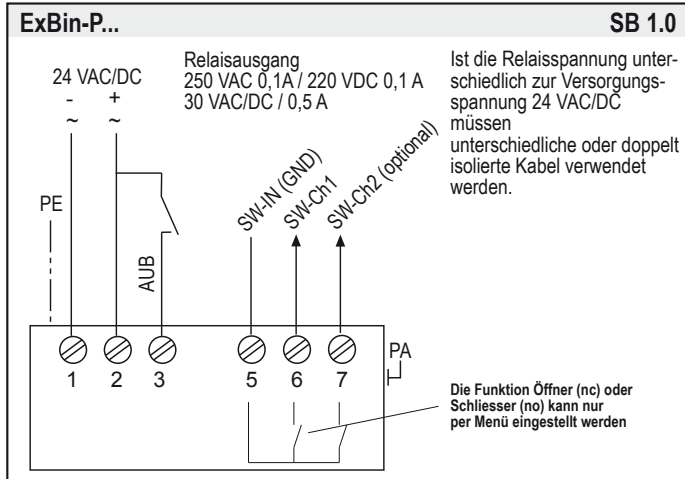 ExBin-P...
SB 1.0
24 VAC/DC
- +
~ ~
Relaisausgang
250 VAC 0,1A / 220 VDC 0,1 A
30 VAC/DC / 0,5 A
Ist die Relaisspannung unter-
schiedlich zur Versorgungs-
spannung 24 VAC/DC
müssen
unterschiedliche oder doppelt
isolierte Kabel verwendet
werden.
PE
AUB
SW-IN (GND)
SW-Ch1
SW-Ch2 (optional)
PA
1 2 3 5 6 7
Die Funktion Öffner (nc) oder
Schliesser (no) kann nur
per Menü eingestellt werden